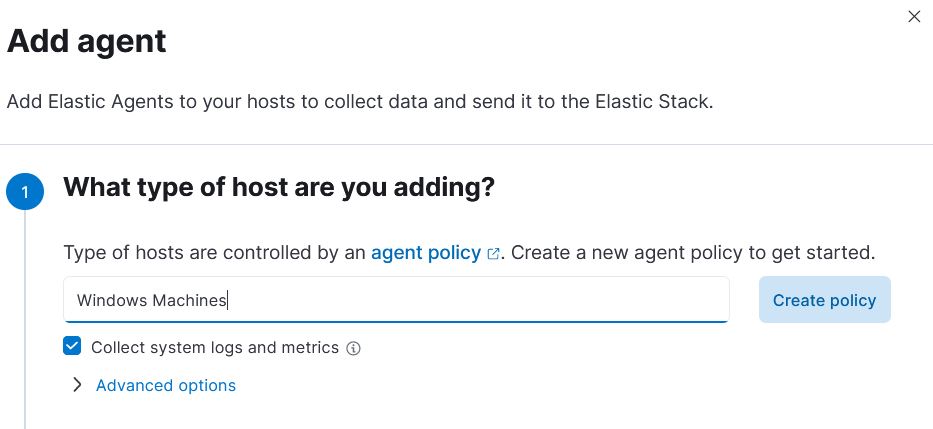 Add agent
Add Elastic Agents to your hosts to collect data and send it to the Elastic Stack.
1
What type of host are you adding?
Type of hosts are controlled by an agent policy. Create a new agent policy to get started.
Windows Machines
Create policy
Collect system logs and metrics
Advanced options